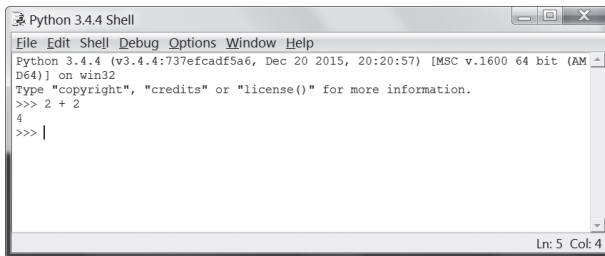 Python 3.4.4 Shell
File Edit Shell Debug Options Window Help
Python 3.4.4 (v3.4.4:737efcadf5a6, Dec 20 2015, 20:20:57) [MSC v.1600 64 bit (AM
D64)] on win32
Type "copyright", "credits" or "license()" for more information.
>>> 2 + 2
4
>>>
Ln: 5 Col: 4